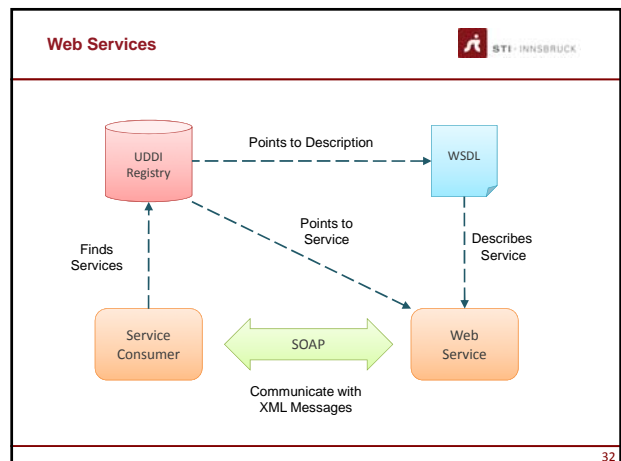 Web Services
STI · INNSBRUCK
UDDI
Registry
Points to Description
WSDL
Points to
Service
Finds
Services
Describes
Service
Service
Consumer
SOAP
Web
Service
Communicate with
XML Messages
32